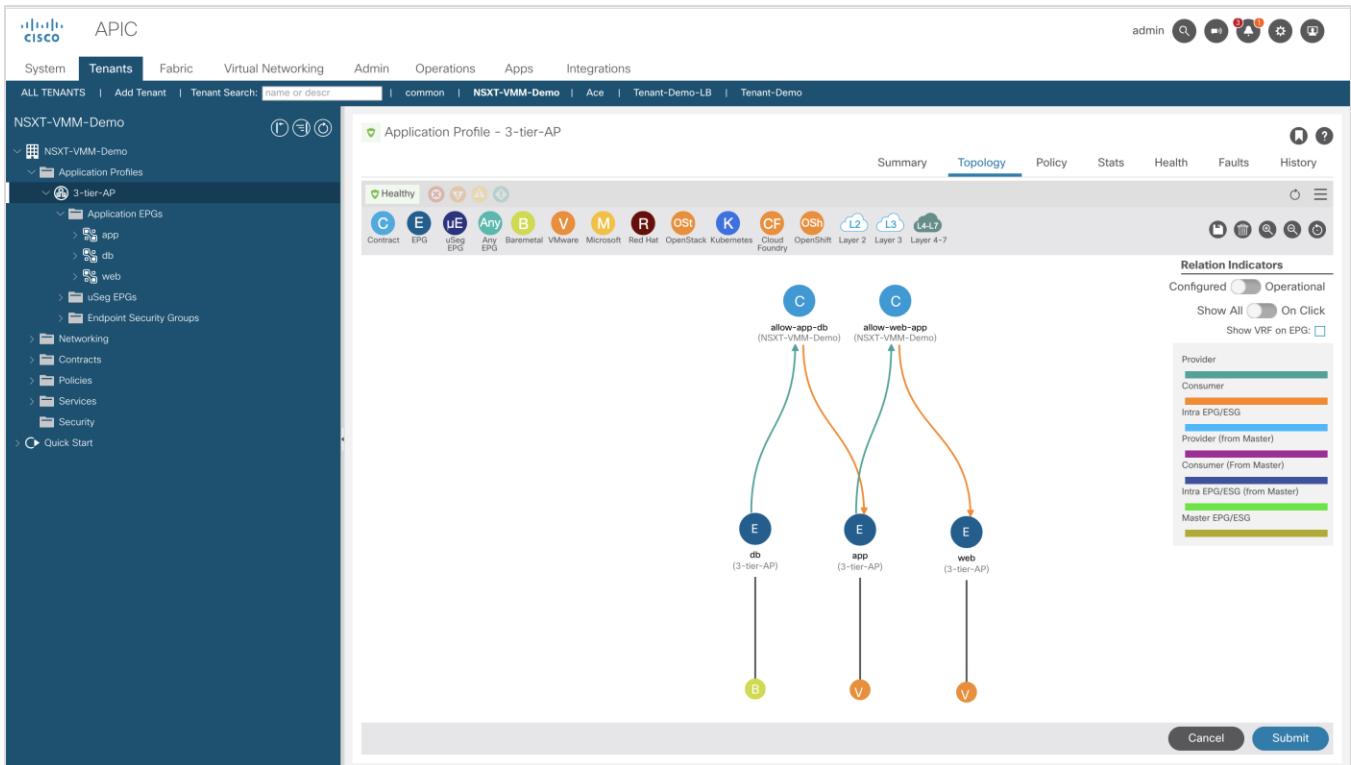 CISCO
APIC
admin
3
1
System Tenants Fabric Virtual Networking Admin Operations Apps Integrations
ALL TENANTS | Add Tenant | Tenant Search: name or descr | common | NSXT-VMM-Demo | Ace | Tenant-Demo-LB | Tenant-Demo
NSXT-VMM-Demo
NSXT-VMM-Demo
Application Profiles
3-tier-AP
Application EPGs
app
db
web
uSeg EPGs
Endpoint Security Groups
Networking
Contracts
Policies
Services
Security
Quick Start
Application Profile - 3-tier-AP
?
Summary Topology Policy Stats Health Faults History
Healthy
C E µE Any B V M R OSt K CF OSh L2 L3 L4-L7
Contract EPG uSeg EPG Any EPG Baremetal VMware Microsoft Red Hat OpenStack Kubernetes Cloud Foundry OpenShift Layer 2 Layer 3 Layer 4-7
Relation Indicators
Configured Operational
Show All On Click
Show VRF on EPG:
Provider
Consumer
Intra EPG/ESG
Provider (from Master)
Consumer (From Master)
Intra EPG/ESG (from Master)
Master EPG/ESG
C C
allow-app-db allow-web-app
(NSXT-VMM-Demo) (NSXT-VMM-Demo)
E E E
db app web
(3-tier-AP) (3-tier-AP) (3-tier-AP)
B V V
Cancel Submit